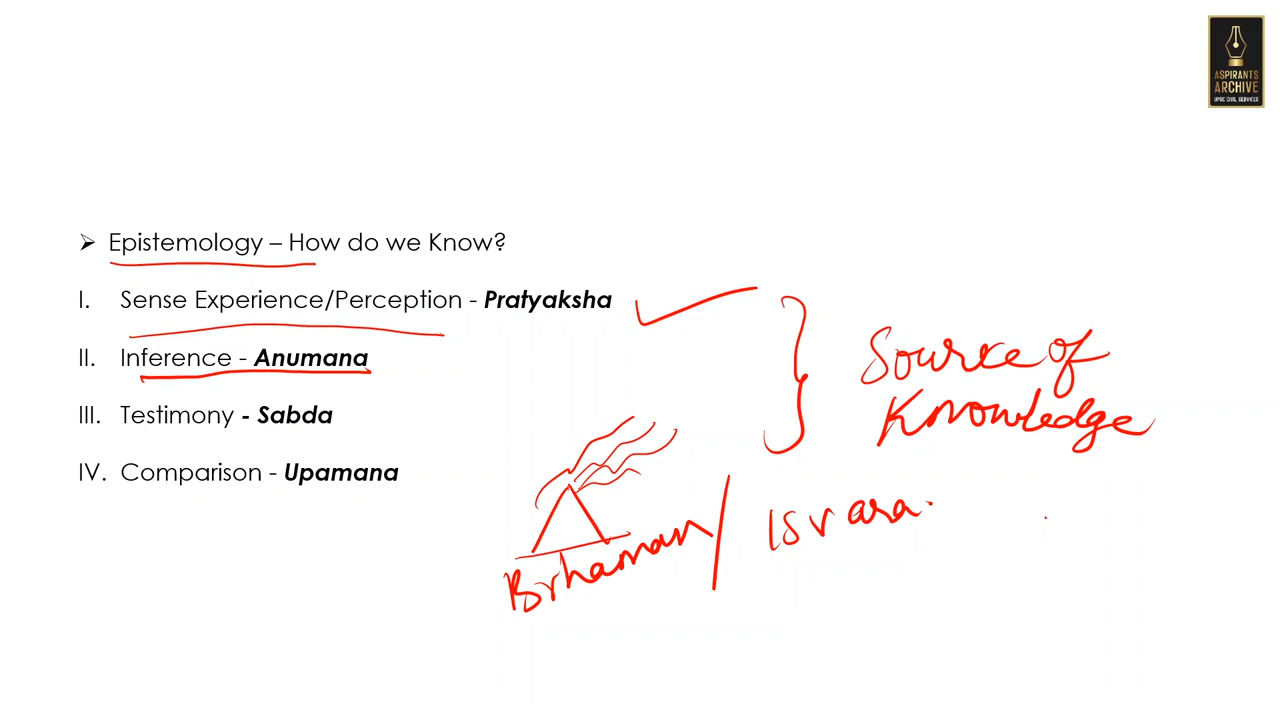 ASPIRANTS
ARCHIVE
UPSC CIVIL SERVICES
➢ Epistemology – How do we Know?
I. Sense Experience/Perception - Pratyaksha
II. Inference - Anumana
III. Testimony - Sabda
IV. Comparison - Upamana
Source of
Knowledge
Brhaman / Isvara.